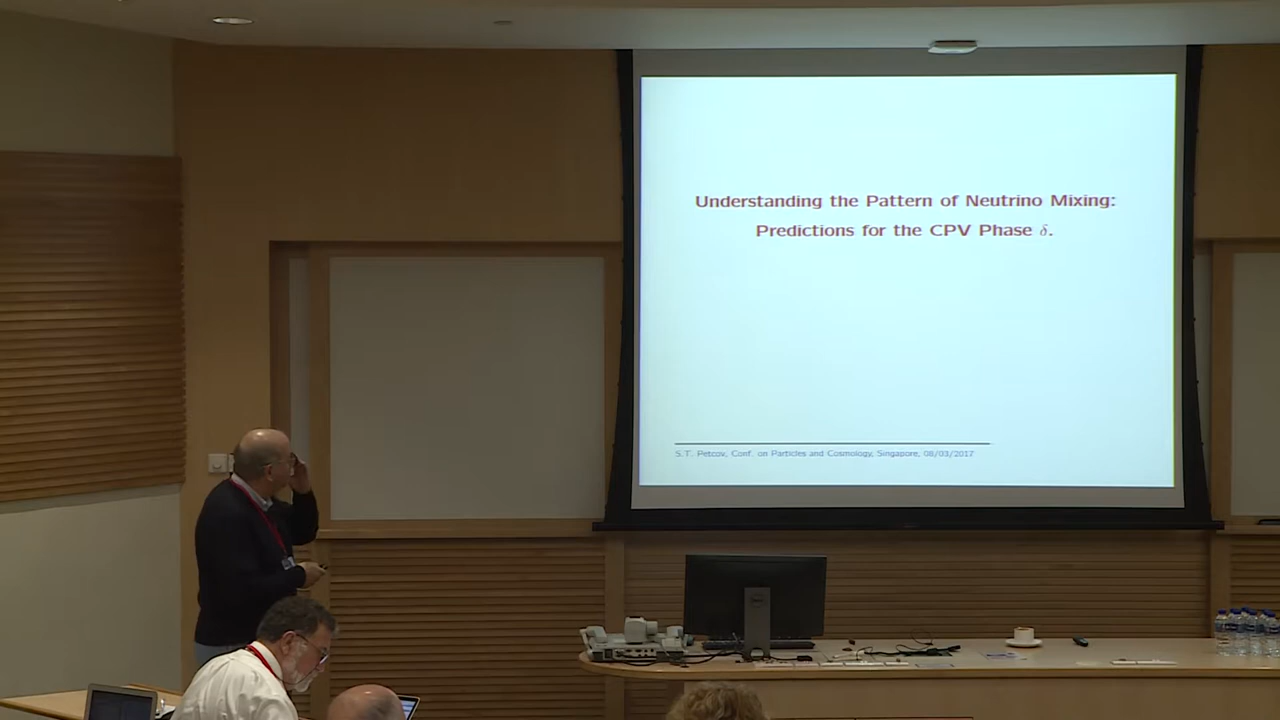 Understanding the Pattern of Neutrino Mixing:
Predictions for the CPV Phase δ.
S.T. Petcov, Conf. on Particles and Cosmology, Singapore, 08/03/2017